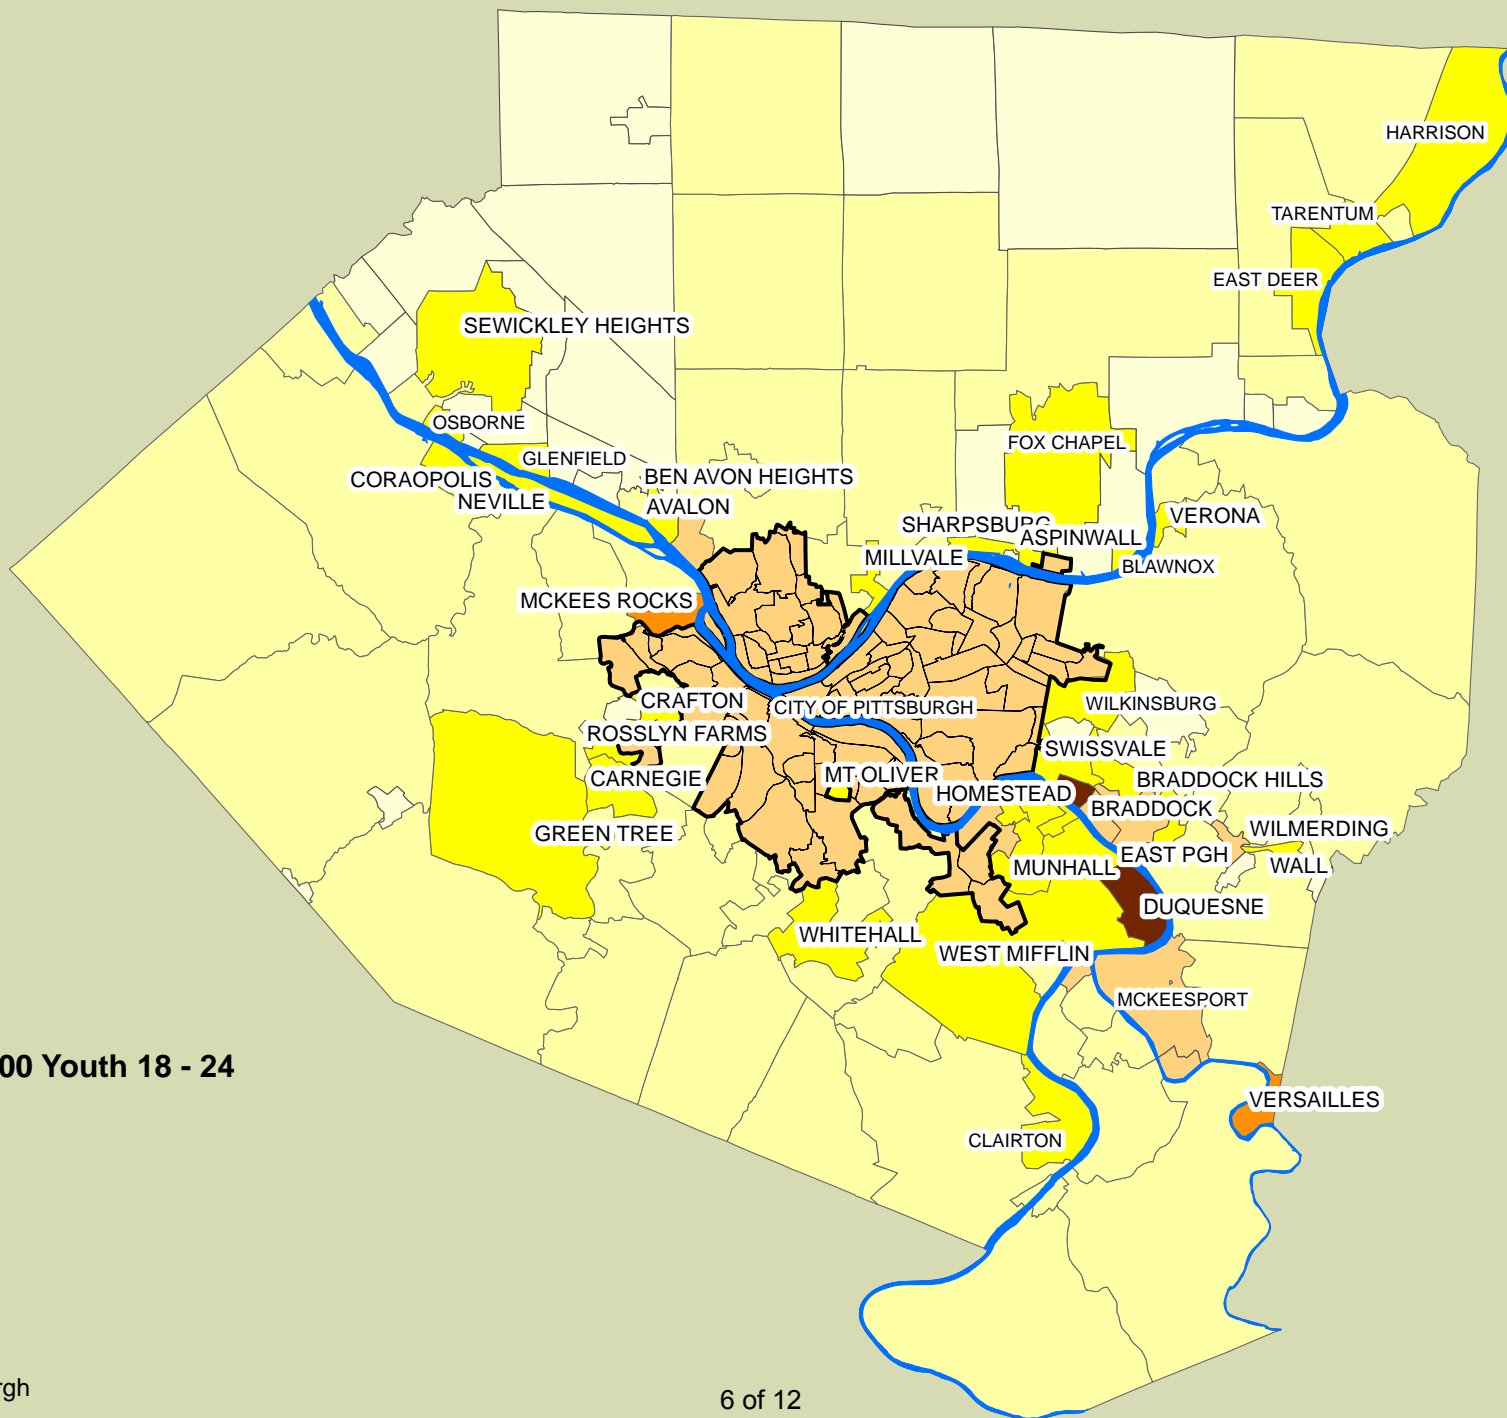 HARRISON
TARENTUM
EAST DEER
SEWICKLEY HEIGHTS
OSBORNE
FOX CHAPEL
GLENFIELD
CORAOPOLIS
BEN AVON HEIGHTS
NEVILLE
AVALON
SHARPSBURG
VERONA
ASPINWALL
MILLVALE
BLAWNOX
MCKEES ROCKS
CRAFTON
CITY OF PITTSBURGH
WILKINSBURG
ROSSLYN FARMS
SWISSVALE
CARNEGIE
MT OLIVER
BRADDOCK HILLS
HOMESTEAD
BRADDOCK
GREEN TREE
WILMERDING
EAST PGH
MUNHALL
WALL
DUQUESNE
WHITEHALL
WEST MIFFLIN
MCKEESPORT
00 Youth 18 - 24
VERSAILLES
CLAIRTON
rgh
6 of 12